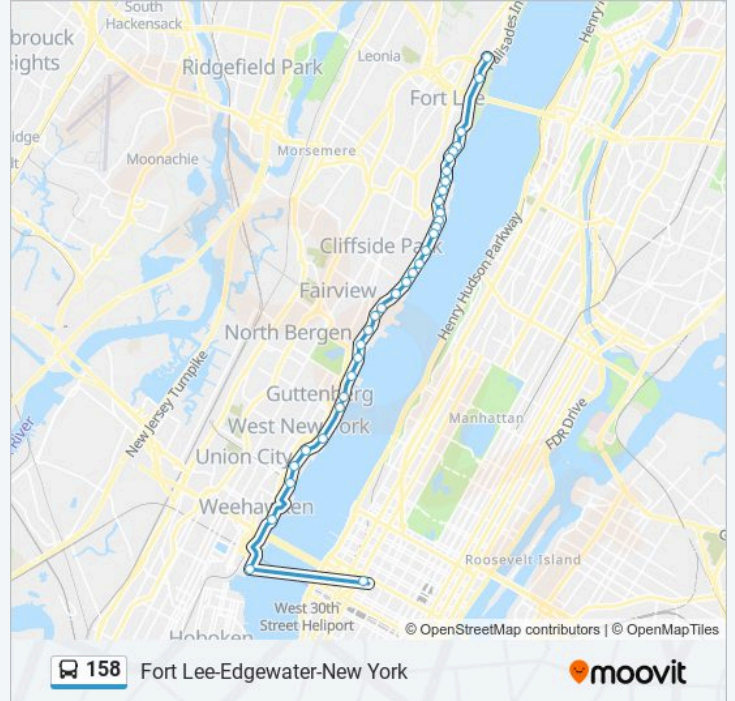 South
Hackensack
brouck
eights
Leonia
Palisades In
Henry
Ridgefield Park
Fort Lee
idge
it
Morsemere
Moonachie
Cliffside Park
Henry Hudson Parkway
Fairview
North Bergen
New Jersey Turnpike
Guttenberg
Manhattan
FDR Drive
River
West New York
Union City
Weehawken
Roosevelt Island
West 30th
Street Heliport
Hoboken
© OpenStreetMap contributors | © OpenMapTiles
158
Fort Lee-Edgewater-New York
moovit